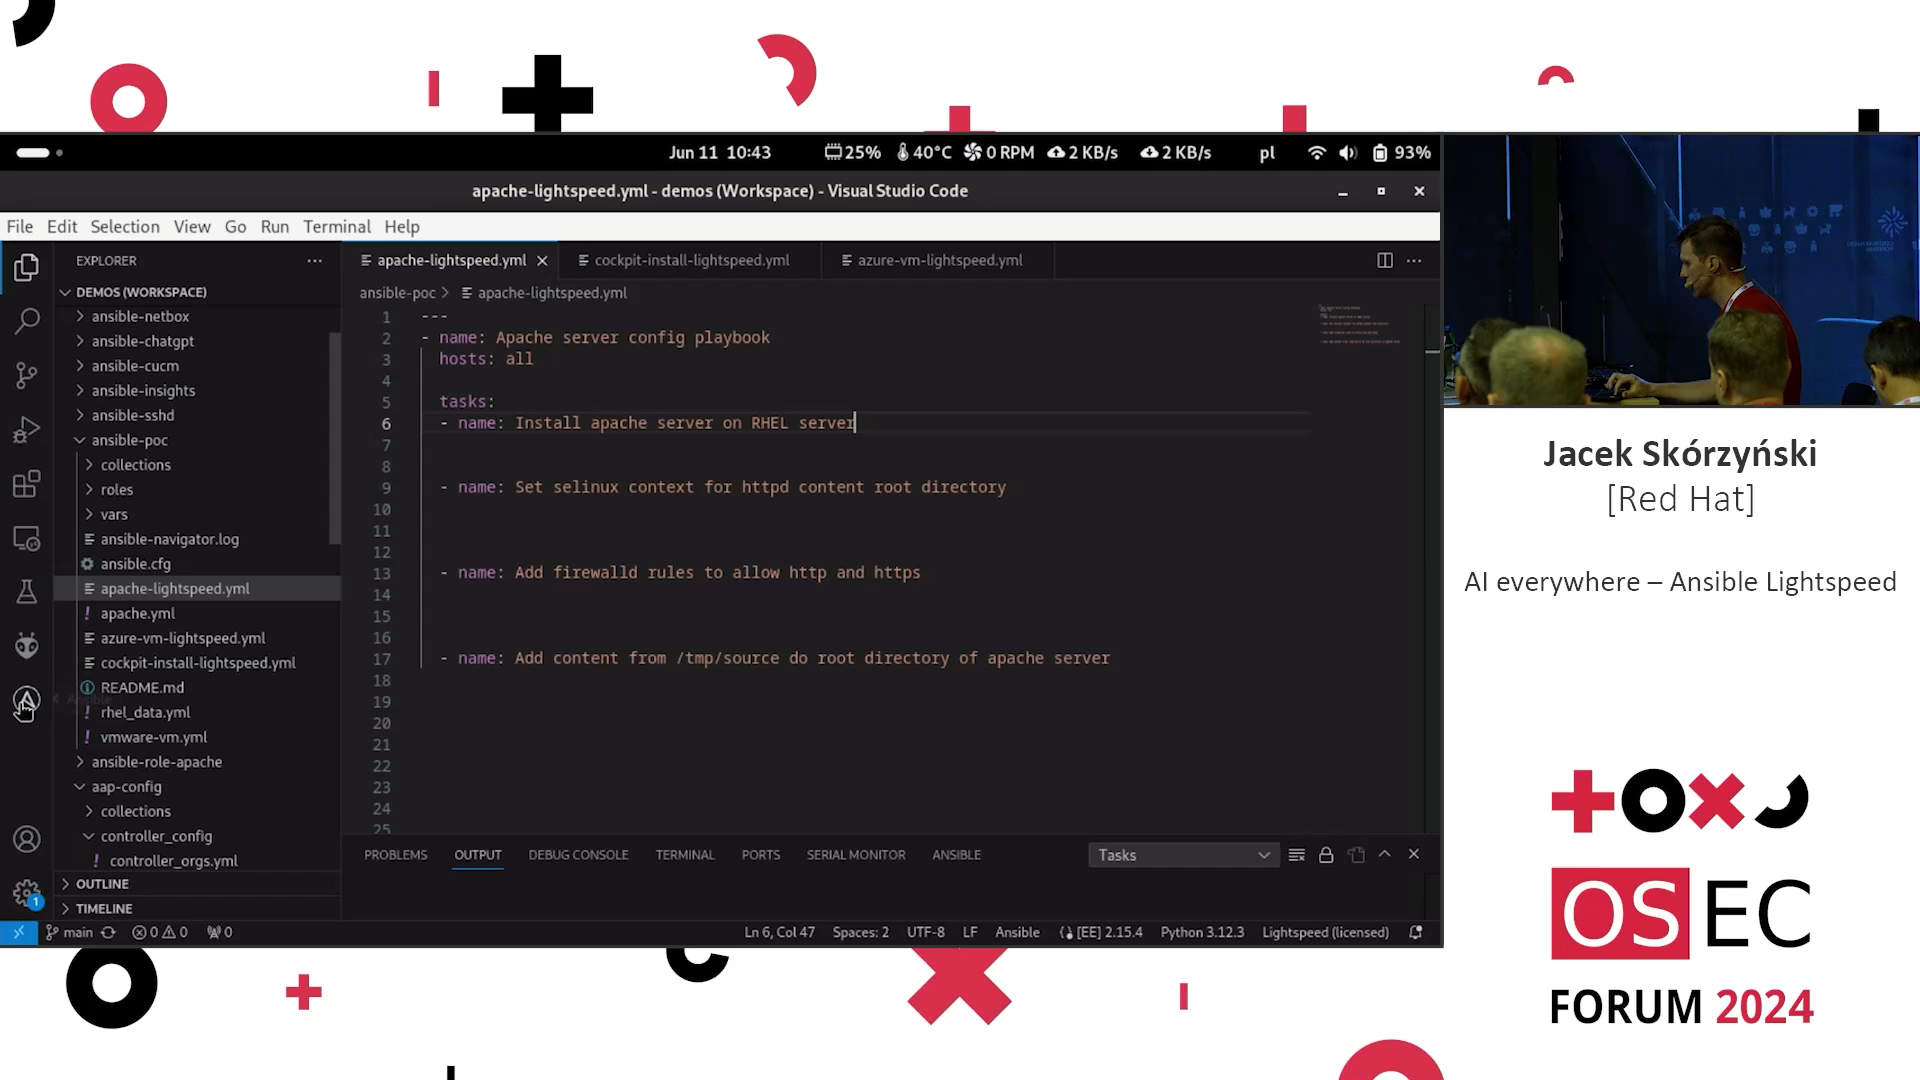 Jun 11 10:43
25%
40°C
0 RPM
2 KB/s
2 KB/s
pl
93%
apache-lightspeed.yml - demos (Workspace) - Visual Studio Code
File Edit Selection View Go Run Terminal Help
EXPLORER
DEMOS (WORKSPACE)
ansible-netbox
ansible-chatgpt
ansible-cucm
ansible-insights
ansible-sshd
ansible-poc
collections
roles
vars
ansible-navigator.log
ansible.cfg
apache-lightspeed.yml
apache.yml
azure-vm-lightspeed.yml
cockpit-install-lightspeed.yml
README.md
rhel_data.yml
vmware-vm.yml
ansible-role-apache
aap-config
collections
controller_config
controller_orgs.yml
OUTLINE
TIMELINE
apache-lightspeed.yml
cockpit-install-lightspeed.yml
azure-vm-lightspeed.yml
ansible-poc > apache-lightspeed.yml
1 ---
2 - name: Apache server config playbook
3 hosts: all
4
5 tasks:
6 - name: Install apache server on RHEL server
7
8
9 - name: Set selinux context for httpd content root directory
10
11
12
13 - name: Add firewalld rules to allow http and https
14
15
16
17 - name: Add content from /tmp/source do root directory of apache server
18
19
20
21
22
23
24
25
PROBLEMS OUTPUT DEBUG CONSOLE TERMINAL PORTS SERIAL MONITOR ANSIBLE
Tasks
1
main
0 0
0
Ln 6, Col 47
Spaces: 2
UTF-8
LF
Ansible
[EE] 2.15.4
Python 3.12.3
Lightspeed (licensed)
Jacek Skórzyński
[Red Hat]
AI everywhere – Ansible Lightspeed
OSEC
FORUM 2024